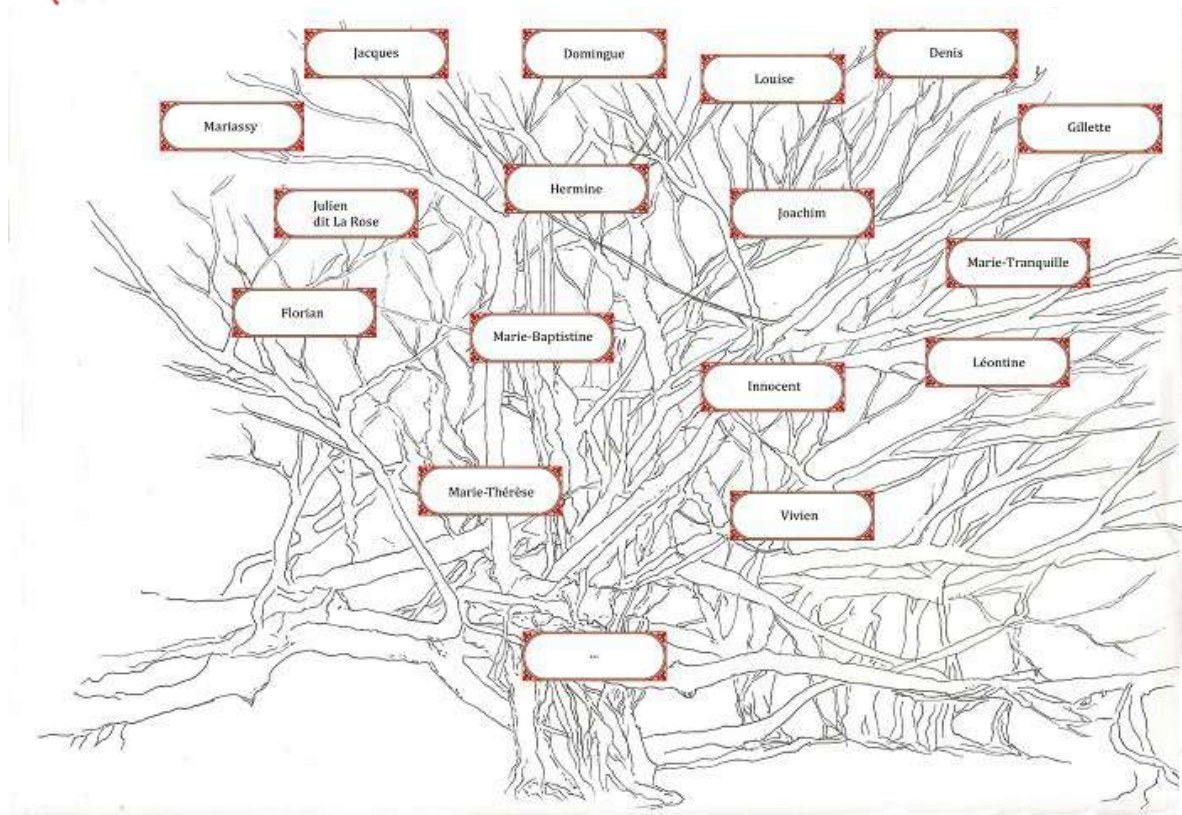 Jacques
Domingue
Denis
Louise
Mariassy
Gillette
Hermine
Julien
dit La Rose
Joachim
Marie-Tranquille
Florian
Marie-Baptistine
Léontine
Innocent
Marie-Thérèse
Vivien
...